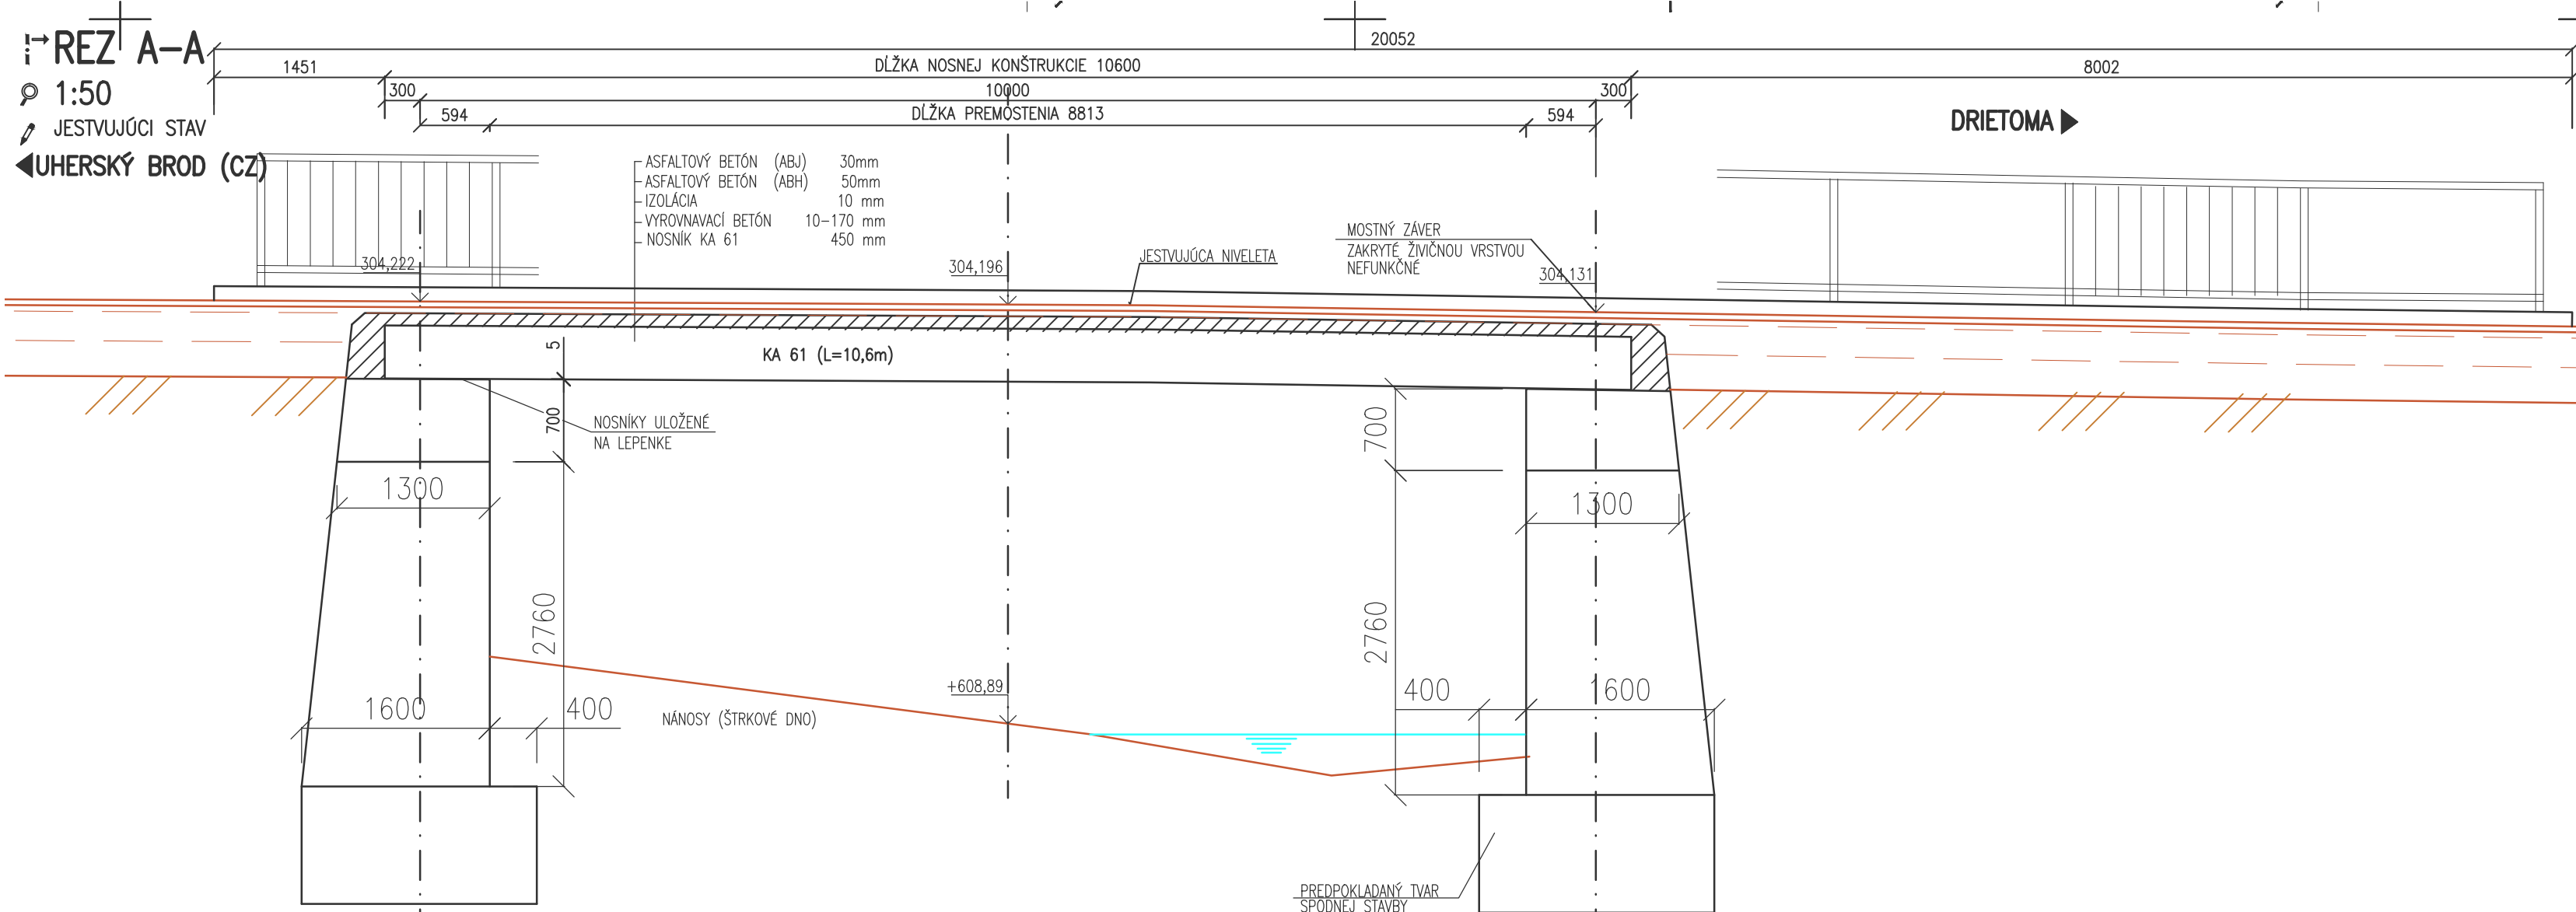 REZ A-A
1:50
JESTVUJÚCI STAV
UHERSKÝ BROD (CZ)
20052
1451
DĹŽKA NOSNEJ KONŠTRUKCIE 10600
8002
300
10000
300
594
DĹŽKA PREMOSTENIA 8813
594
DRIETOMA
ASFALTOVÝ BETÓN (ABJ) 30mm
ASFALTOVÝ BETÓN (ABH) 50mm
IZOLÁCIA 10 mm
VYROVNAVACÍ BETÓN 10-170 mm
NOSNÍK KA 61 450 mm
304,222
304,196
JESTVUJÚCA NIVELETA
MOSTNÝ ZÁVER
ZAKRYTÉ ŽIVIČNOU VRSTVOU
NEFUNKČNÉ
304,131
5
KA 61 (L=10,6m)
700
NOSNÍKY ULOŽENÉ
NA LEPENKE
700
1300
1300
2760
2760
+608,89
1600
400
NÁNOSY (ŠTRKOVÉ DNO)
400
1600
PREDPOKLADANÝ TVAR
SPODNEJ STAVBY